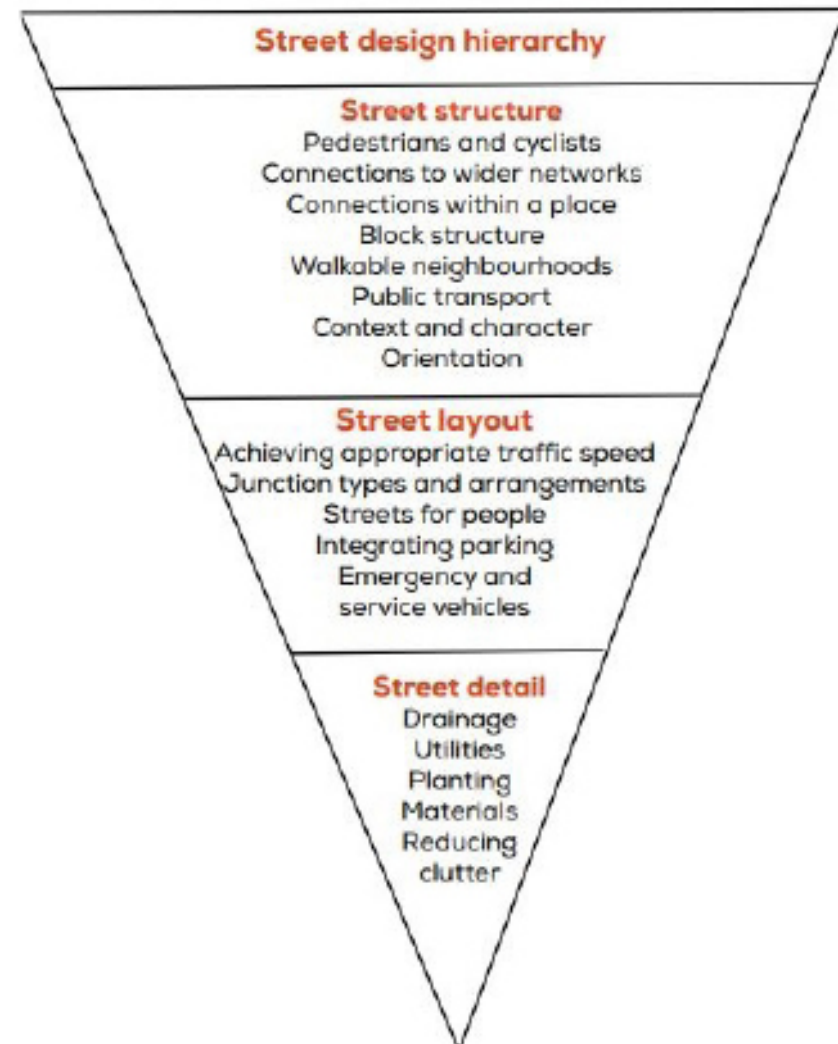 Street design hierarchy
Street structure
Pedestrians and cyclists
Connections to wider networks
Connections within a place
Block structure
Walkable neighbourhoods
Public transport
Context and character
Orientation
Street layout
Achieving appropriate traffic speed
Junction types and arrangements
Streets for people
Integrating parking
Emergency and
service vehicles
Street detail
Drainage
Utilities
Planting
Materials
Reducing
clutter